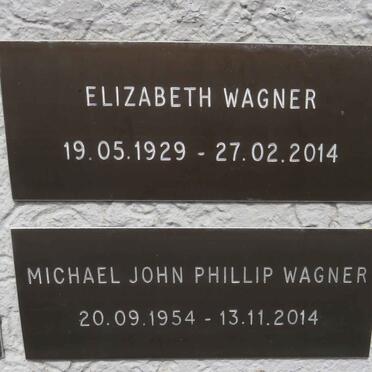 ELIZABETH WAGNER
19.05.1929 - 27.02.2014
MICHAEL JOHN PHILLIP WAGNER
20.09.1954 - 13.11.2014